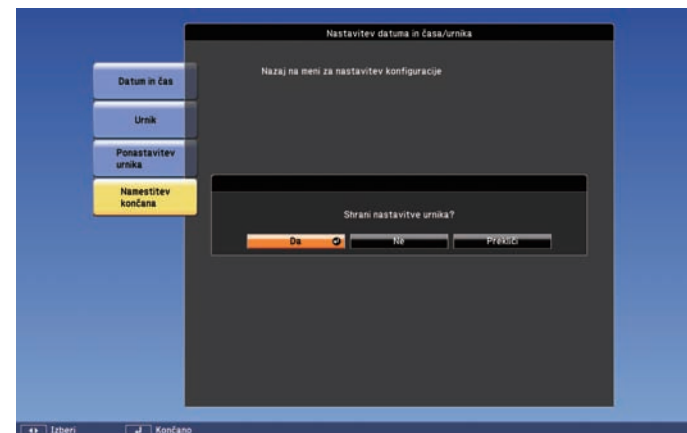 Nastavitev datuma in časa/urnika
Nazaj na meni za nastavitev konfiguracije
Datum in čas
Urnik
Ponastavitev
urnika
Namestitev
končana
Shrani nastavitve urnika?
Da
Ne
Prekliči
Izberi
Končano